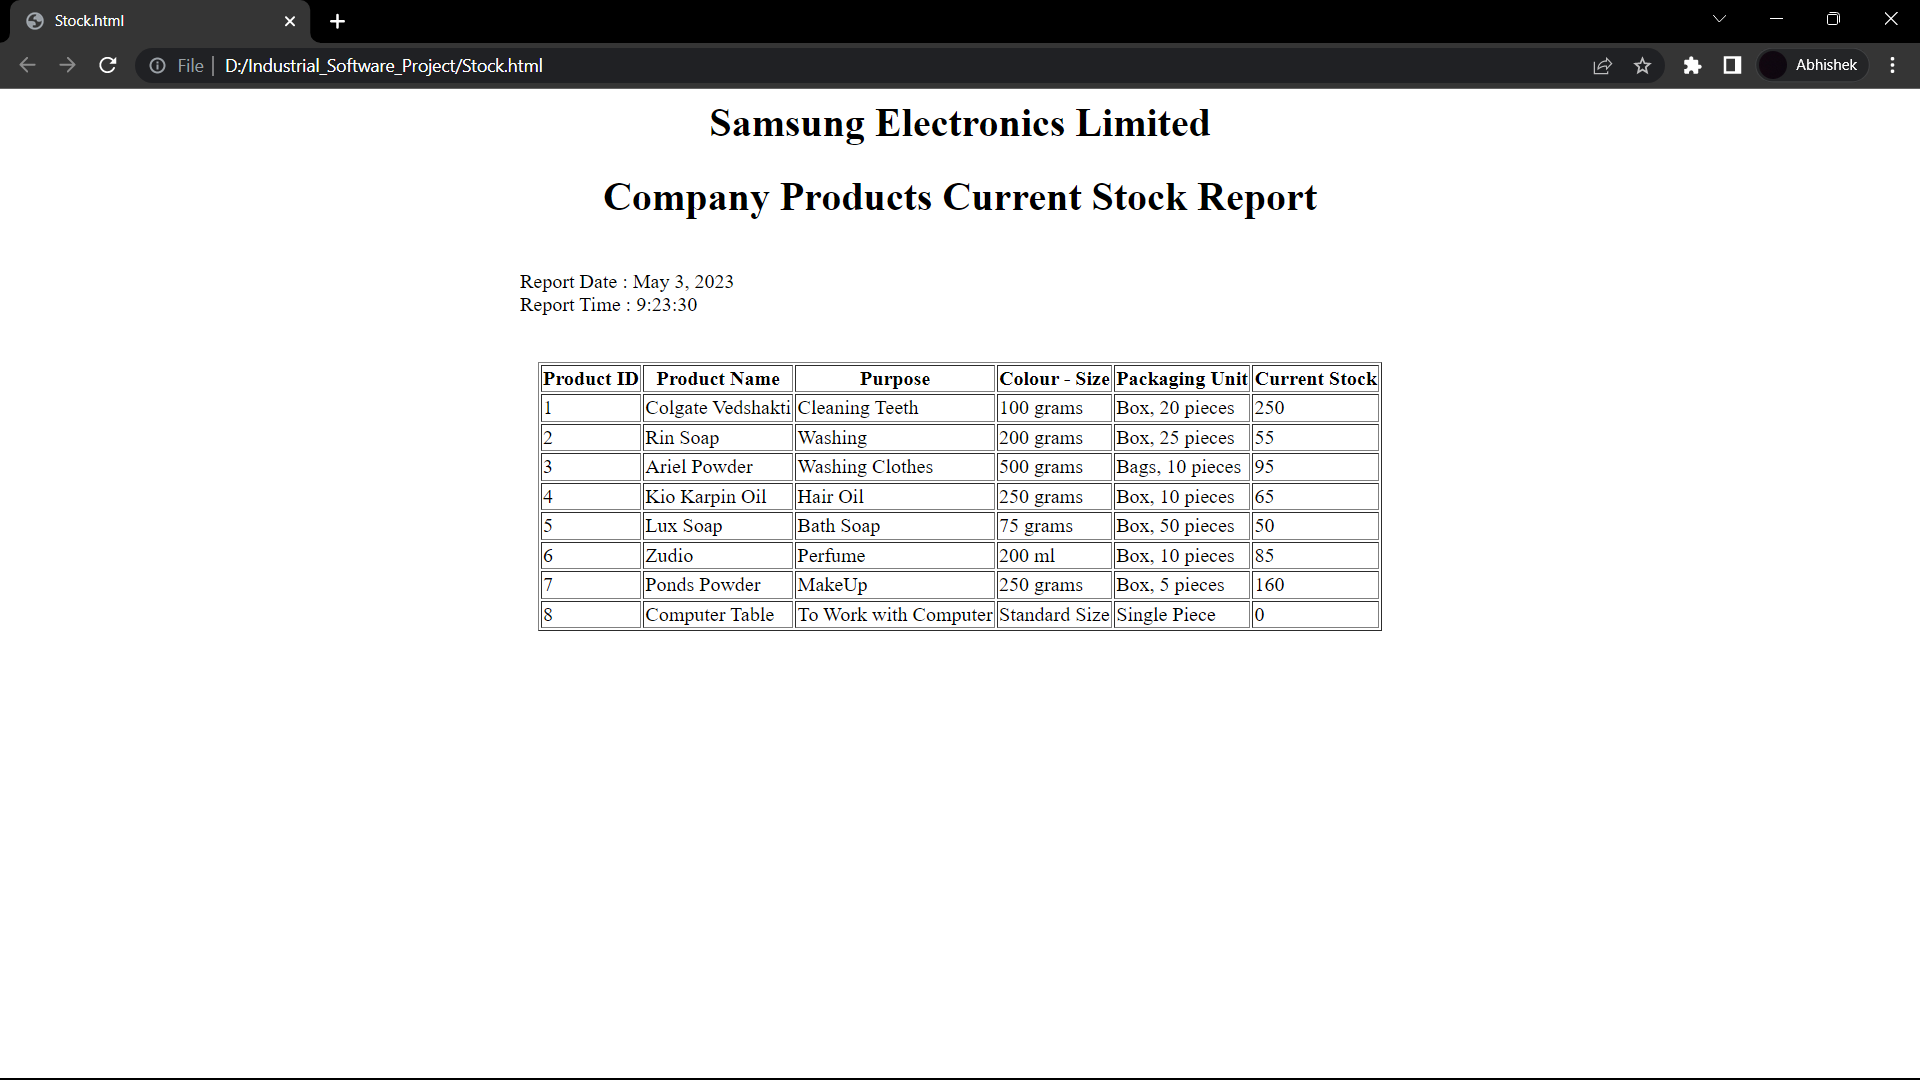 Stock.html
File | D:/Industrial_Software_Project/Stock.html Abhishek
Samsung Electronics Limited
Company Products Current Stock Report
Report Date : May 3, 2023
Report Time : 9:23:30
Product ID Product Name Purpose Colour - Size Packaging Unit Current Stock
1 Colgate Vedshakti Cleaning Teeth 100 grams Box, 20 pieces 250
2 Rin Soap Washing 200 grams Box, 25 pieces 55
3 Ariel Powder Washing Clothes 500 grams Bags, 10 pieces 95
4 Kio Karpin Oil Hair Oil 250 grams Box, 10 pieces 65
5 Lux Soap Bath Soap 75 grams Box, 50 pieces 50
6 Zudio Perfume 200 ml Box, 10 pieces 85
7 Ponds Powder MakeUp 250 grams Box, 5 pieces 160
8 Computer Table To Work with Computer Standard Size Single Piece 0